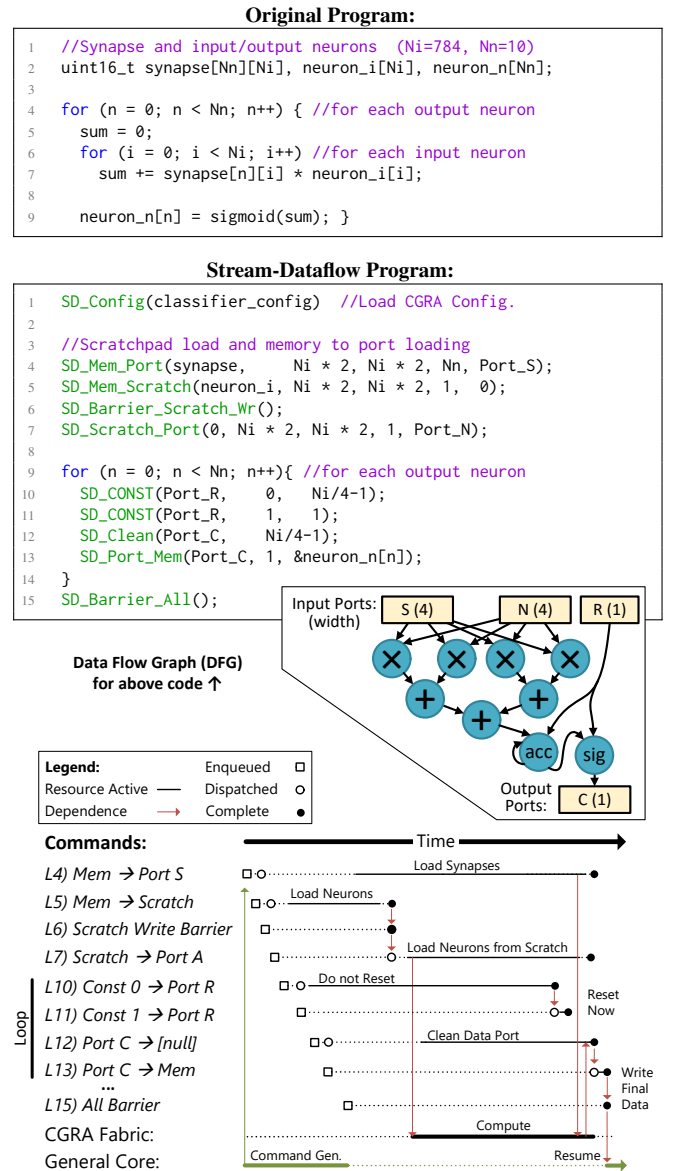 Original Program:
1 //Synapse and input/output neurons (Ni=784, Nn=10)
2 uint16_t synapse[Nn][Ni], neuron_i[Ni], neuron_n[Nn];
3
4 for (n = 0; n < Nn; n++) { //for each output neuron
5 sum = 0;
6 for (i = 0; i < Ni; i++) //for each input neuron
7 sum += synapse[n][i] * neuron_i[i];
8
9 neuron_n[n] = sigmoid(sum); }
Stream-Dataflow Program:
1 SD_Config(classifier_config) //Load CGRA Config.
2
3 //Scratchpad load and memory to port loading
4 SD_Mem_Port(synapse, Ni * 2, Ni * 2, Nn, Port_S);
5 SD_Mem_Scratch(neuron_i, Ni * 2, Ni * 2, 1, 0);
6 SD_Barrier_Scratch_Wr();
7 SD_Scratch_Port(0, Ni * 2, Ni * 2, 1, Port_N);
8
9 for (n = 0; n < Nn; n++){ //for each output neuron
10 SD_CONST(Port_R, 0, Ni/4-1);
11 SD_CONST(Port_R, 1, 1);
12 SD_Clean(Port_C, Ni/4-1);
13 SD_Port_Mem(Port_C, 1, &neuron_n[n]);
14 }
15 SD_Barrier_All();
Input Ports:
(width)
S (4) N (4) R (1)
× × × ×
+ +
+
acc sig
Output
Ports:
C (1)
Data Flow Graph (DFG)
for above code ↑
Legend:
Resource Active
Dependence
Enqueued
Dispatched
Complete
Commands:
Time
L4) Mem → Port S Load Synapses
L5) Mem → Scratch Load Neurons
L6) Scratch Write Barrier
L7) Scratch → Port A Load Neurons from Scratch
Loop
L10) Const 0 → Port R Do not Reset
L11) Const 1 → Port R Reset
Now
L12) Port C → [null] Clean Data Port
L13) Port C → Mem Write
Final
Data
...
L15) All Barrier
CGRA Fabric: Compute
General Core: Command Gen. Resume